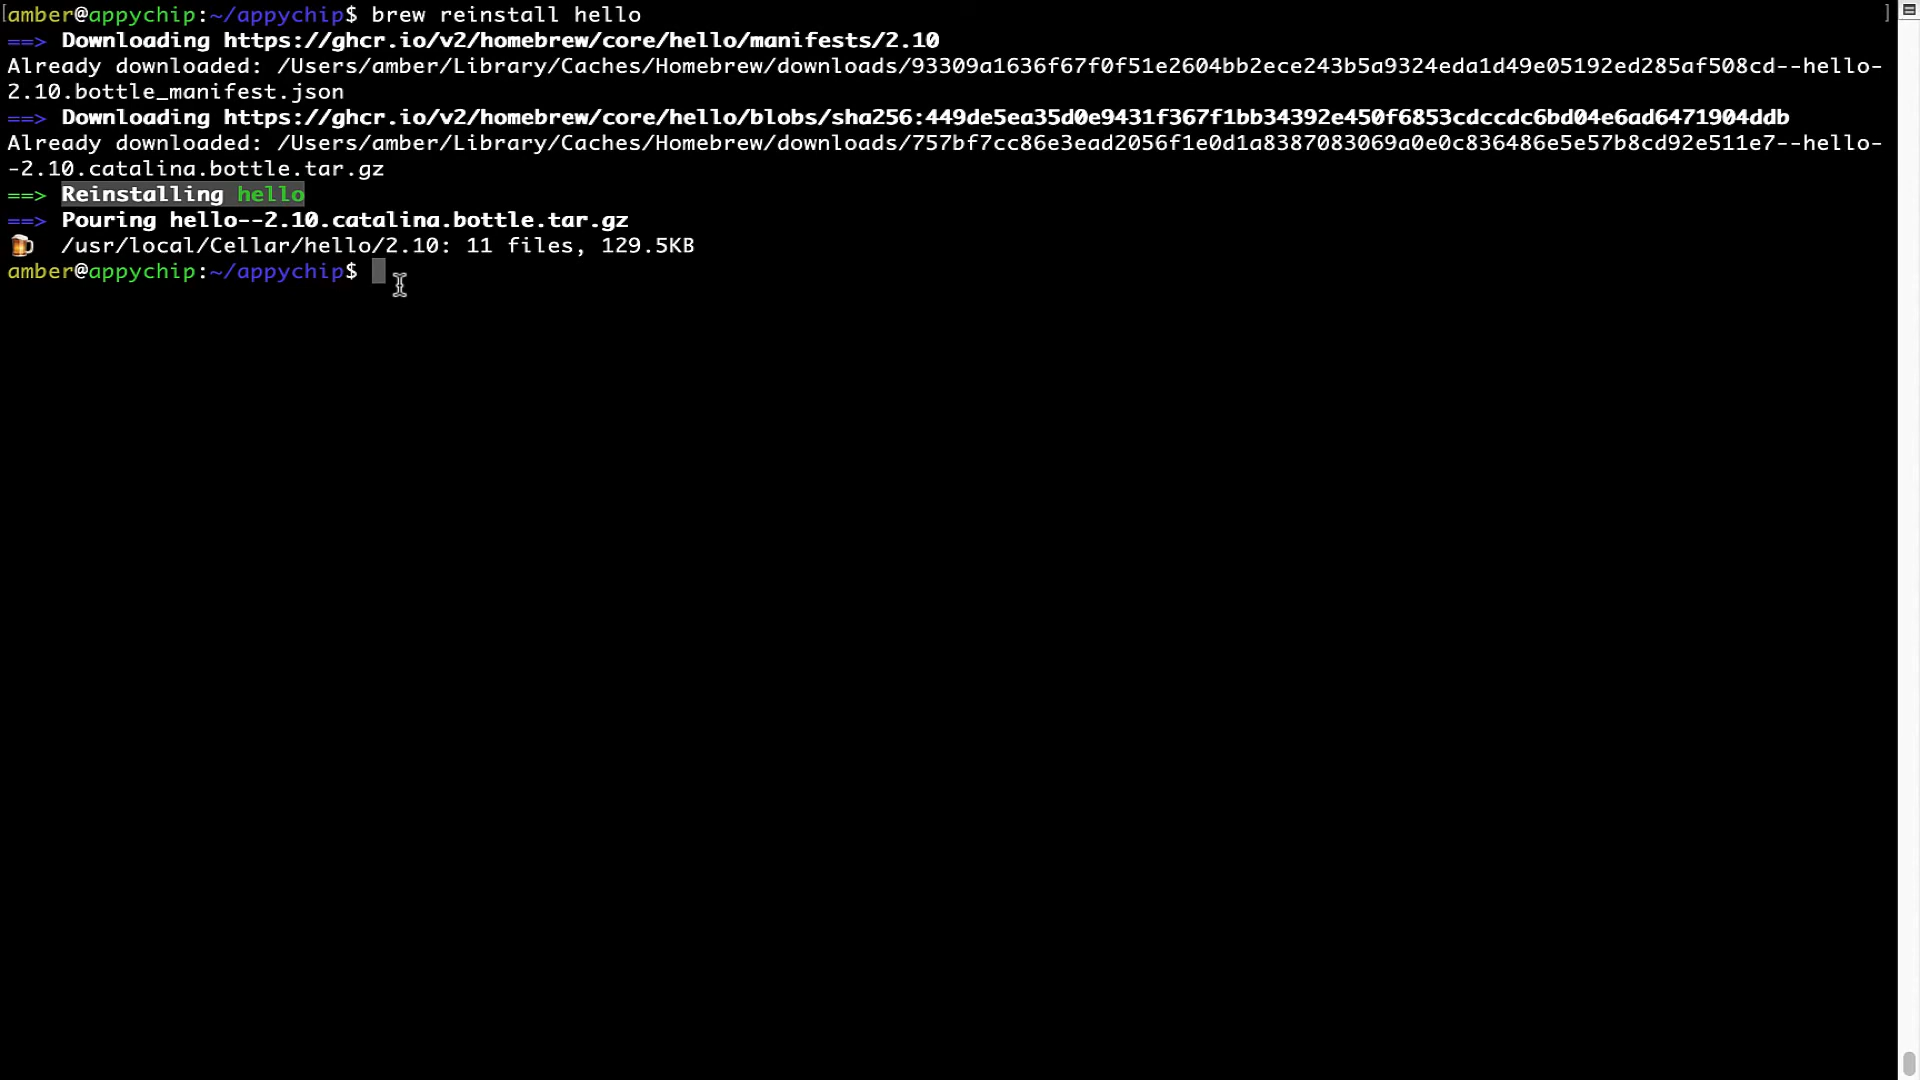 [amber@appychip:~/appychip$ brew reinstall hello ]
==> Downloading https://ghcr.io/v2/homebrew/core/hello/manifests/2.10
Already downloaded: /Users/amber/Library/Caches/Homebrew/downloads/93309a1636f67f0f51e2604bb2ece243b5a9324eda1d49e05192ed285af508cd--hello-
2.10.bottle_manifest.json
==> Downloading https://ghcr.io/v2/homebrew/core/hello/blobs/sha256:449de5ea35d0e9431f367f1bb34392e450f6853cdccdc6bd04e6ad6471904ddb
Already downloaded: /Users/amber/Library/Caches/Homebrew/downloads/757bf7cc86e3ead2056f1e0d1a8387083069a0e0c836486e5e57b8cd92e511e7--hello-
-2.10.catalina.bottle.tar.gz
==> Reinstalling hello
==> Pouring hello--2.10.catalina.bottle.tar.gz
🍺 /usr/local/Cellar/hello/2.10: 11 files, 129.5KB
amber@appychip:~/appychip$